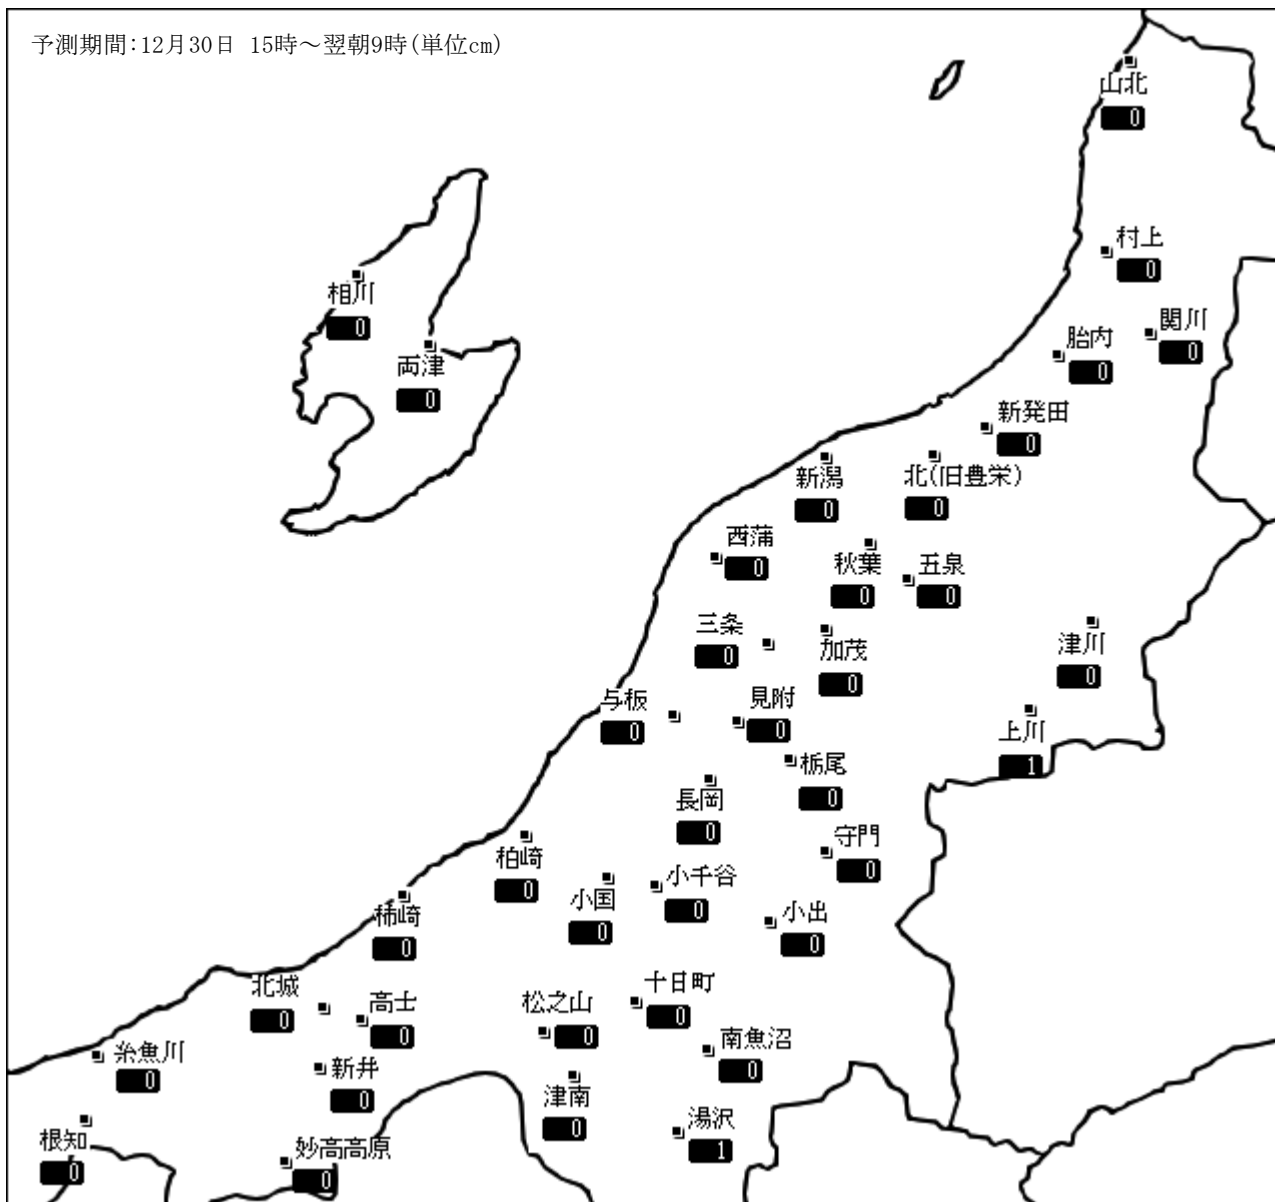 予測期間:12月30日 15時～翌朝9時(単位cm)
山北
0
村上
0
相川
0
関川
0
胎内
0
両津
0
新発田
0
新潟
0
北(旧豊栄)
0
西蒲
0
秋葉
0
五泉
0
三条
0
加茂
0
津川
0
与板
0
見附
0
上川
1
栃尾
0
長岡
0
守門
0
柏崎
0
小千谷
0
小国
0
小出
0
柿崎
0
北城
0
高士
0
松之山
0
十日町
0
南魚沼
0
糸魚川
0
新井
0
津南
0
湯沢
1
根知
0
妙高高原
0